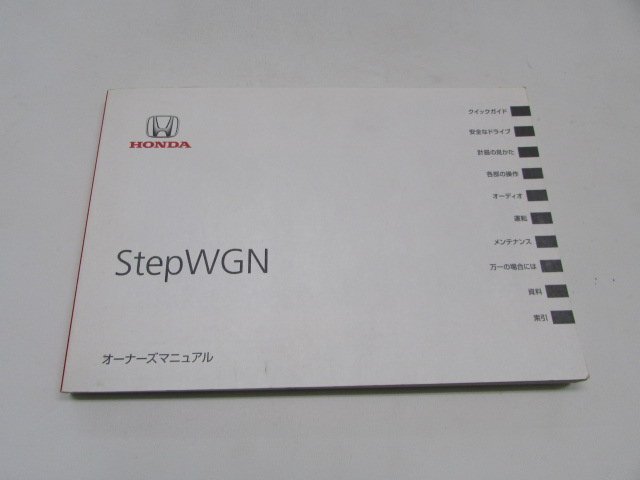 HONDA
StepWGN
オーナーズマニュアル
クイックガイド
安全なドライブ
計器の見かた
各部の操作
オーディオ
運転
メンテナンス
万一の場合には
資料
索引